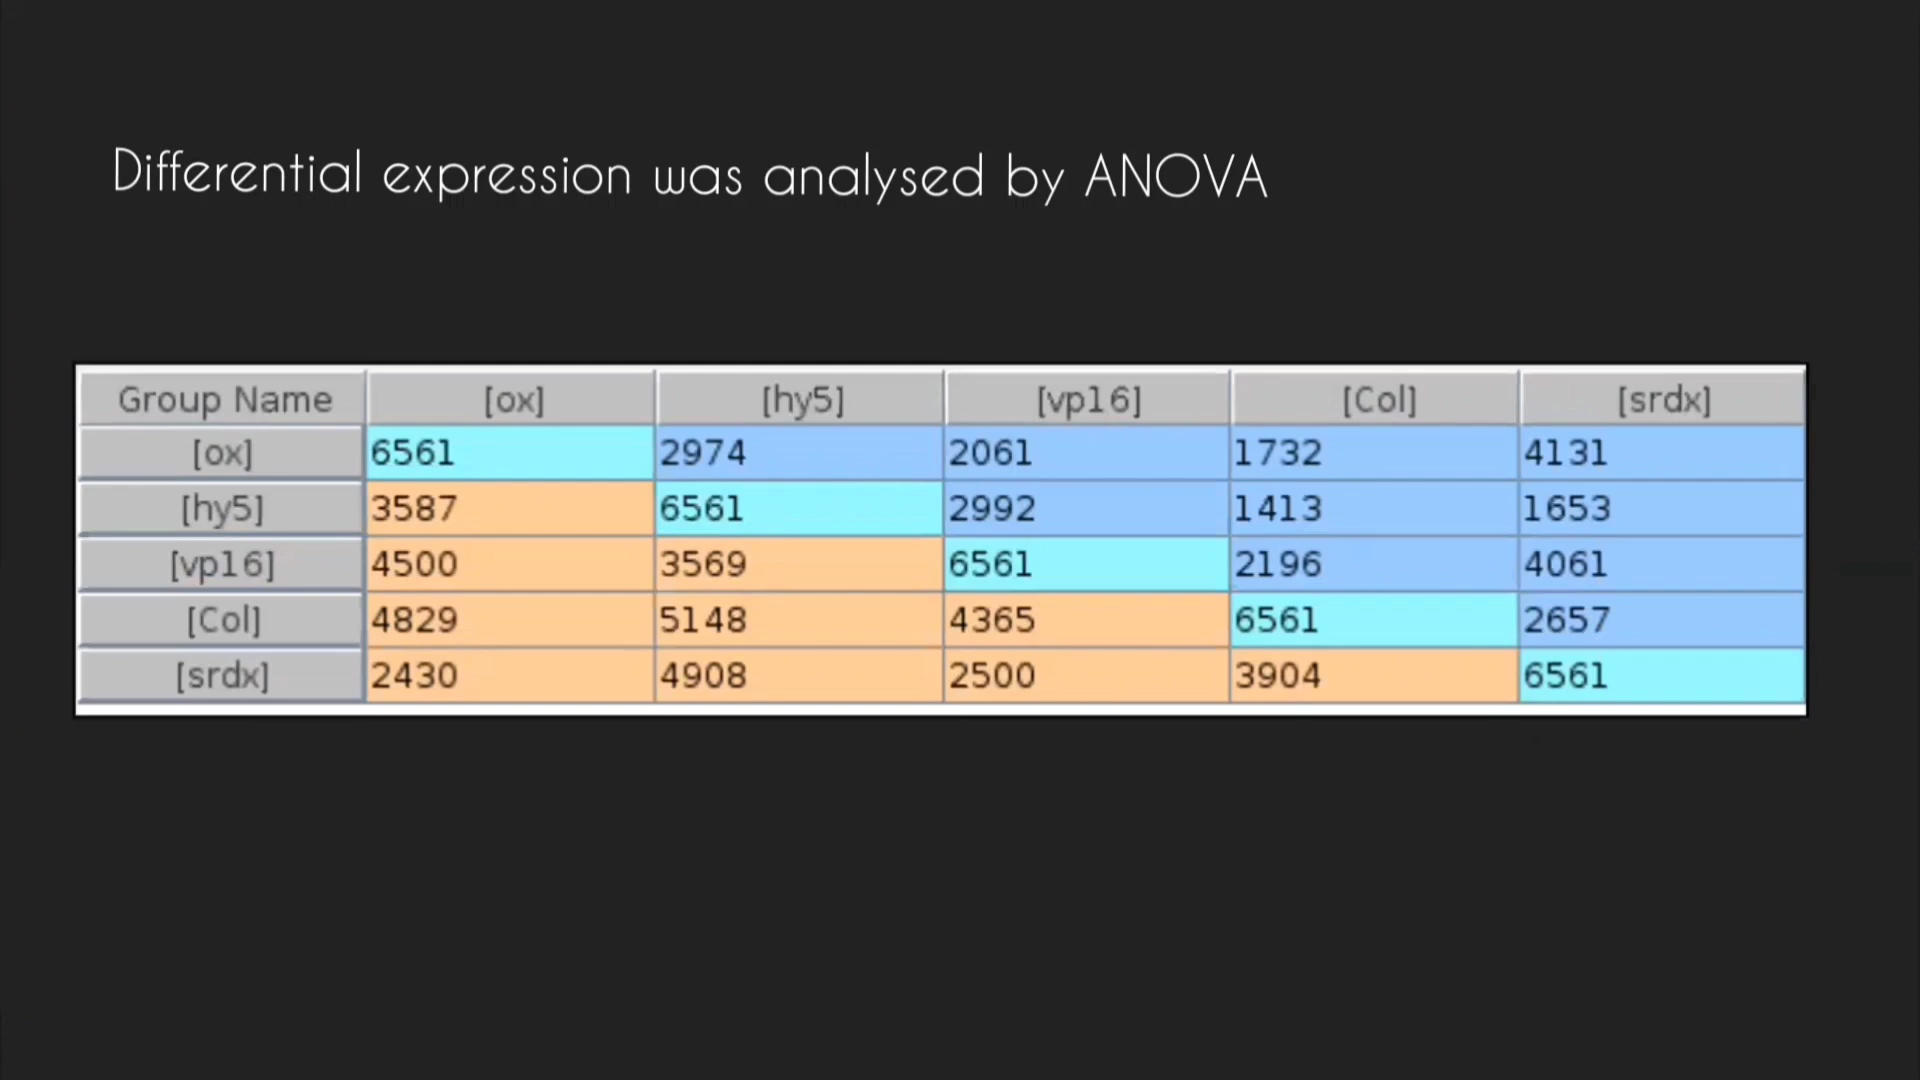 Differential expression was analysed by ANOVA
Group Name [ox] [hy5] [vp16] [Col] [srdx]
[ox] 6561 2974 2061 1732 4131
[hy5] 3587 6561 2992 1413 1653
[vp16] 4500 3569 6561 2196 4061
[Col] 4829 5148 4365 6561 2657
[srdx] 2430 4908 2500 3904 6561